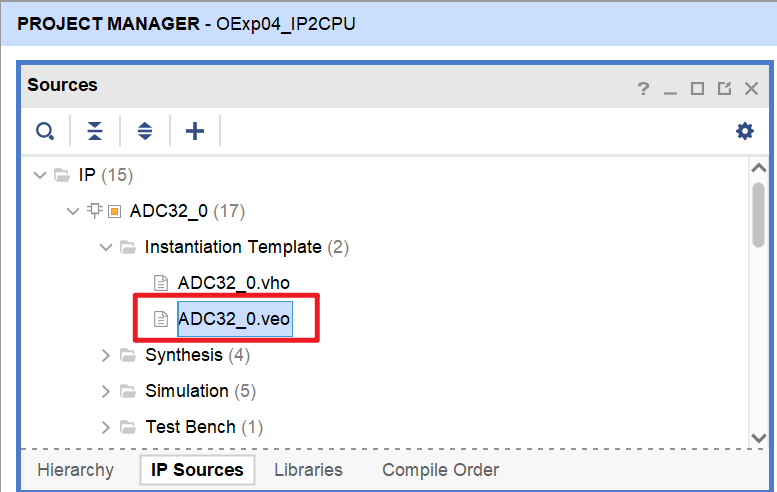 PROJECT MANAGER - OExp04_IP2CPU
Sources
IP (15)
ADC32_0 (17)
Instantiation Template (2)
ADC32_0.vho
ADC32_0.veo
Synthesis (4)
Simulation (5)
Test Bench (1)
Hierarchy IP Sources Libraries Compile Order